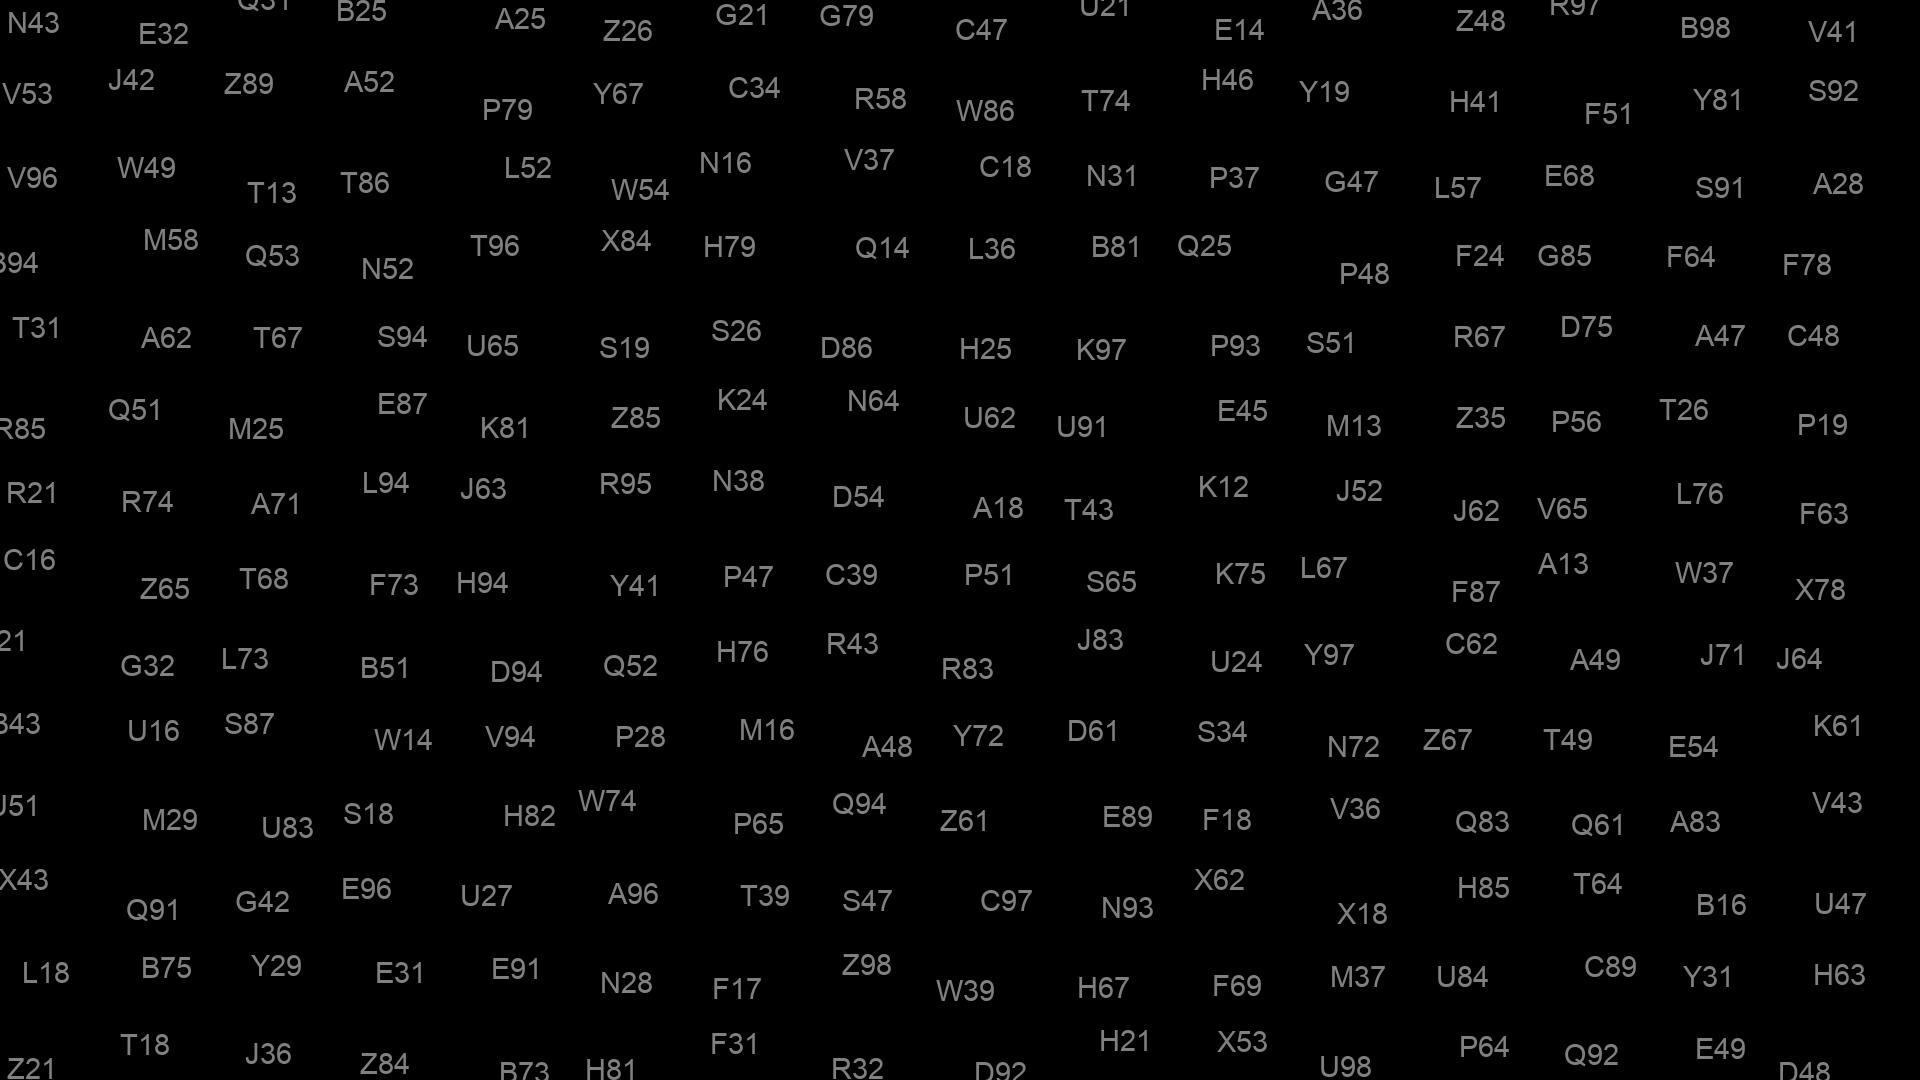 N43 E32 Q31 B25 A25 Z26 G21 G79 C47 U21 E14 A36 Z48 R97 B98 V41
V53 J42 Z89 A52 P79 Y67 C34 R58 W86 T74 H46 Y19 H41 F51 Y81 S92
V96 W49 T13 T86 L52 W54 N16 V37 C18 N31 P37 G47 L57 E68 S91 A28
B94 M58 Q53 N52 T96 X84 H79 Q14 L36 B81 Q25 P48 F24 G85 F64 F78
T31 A62 T67 S94 U65 S19 S26 D86 H25 K97 P93 S51 R67 D75 A47 C48
R85 Q51 M25 E87 K81 Z85 K24 N64 U62 U91 E45 M13 Z35 P56 T26 P19
R21 R74 A71 L94 J63 R95 N38 D54 A18 T43 K12 J52 J62 V65 L76 F63
C16 Z65 T68 F73 H94 Y41 P47 C39 P51 S65 K75 L67 F87 A13 W37 X78
21 G32 L73 B51 D94 Q52 H76 R43 R83 J83 U24 Y97 C62 A49 J71 J64
B43 U16 S87 W14 V94 P28 M16 A48 Y72 D61 S34 N72 Z67 T49 E54 K61
51 M29 U83 S18 H82 W74 P65 Q94 Z61 E89 F18 V36 Q83 Q61 A83 V43
X43 Q91 G42 E96 U27 A96 T39 S47 C97 N93 X62 X18 H85 T64 B16 U47
L18 B75 Y29 E31 E91 N28 F17 Z98 W39 H67 F69 M37 U84 C89 Y31 H63
Z21 T18 J36 Z84 B73 H81 F31 R32 D92 H21 X53 U98 P64 Q92 E49 D48